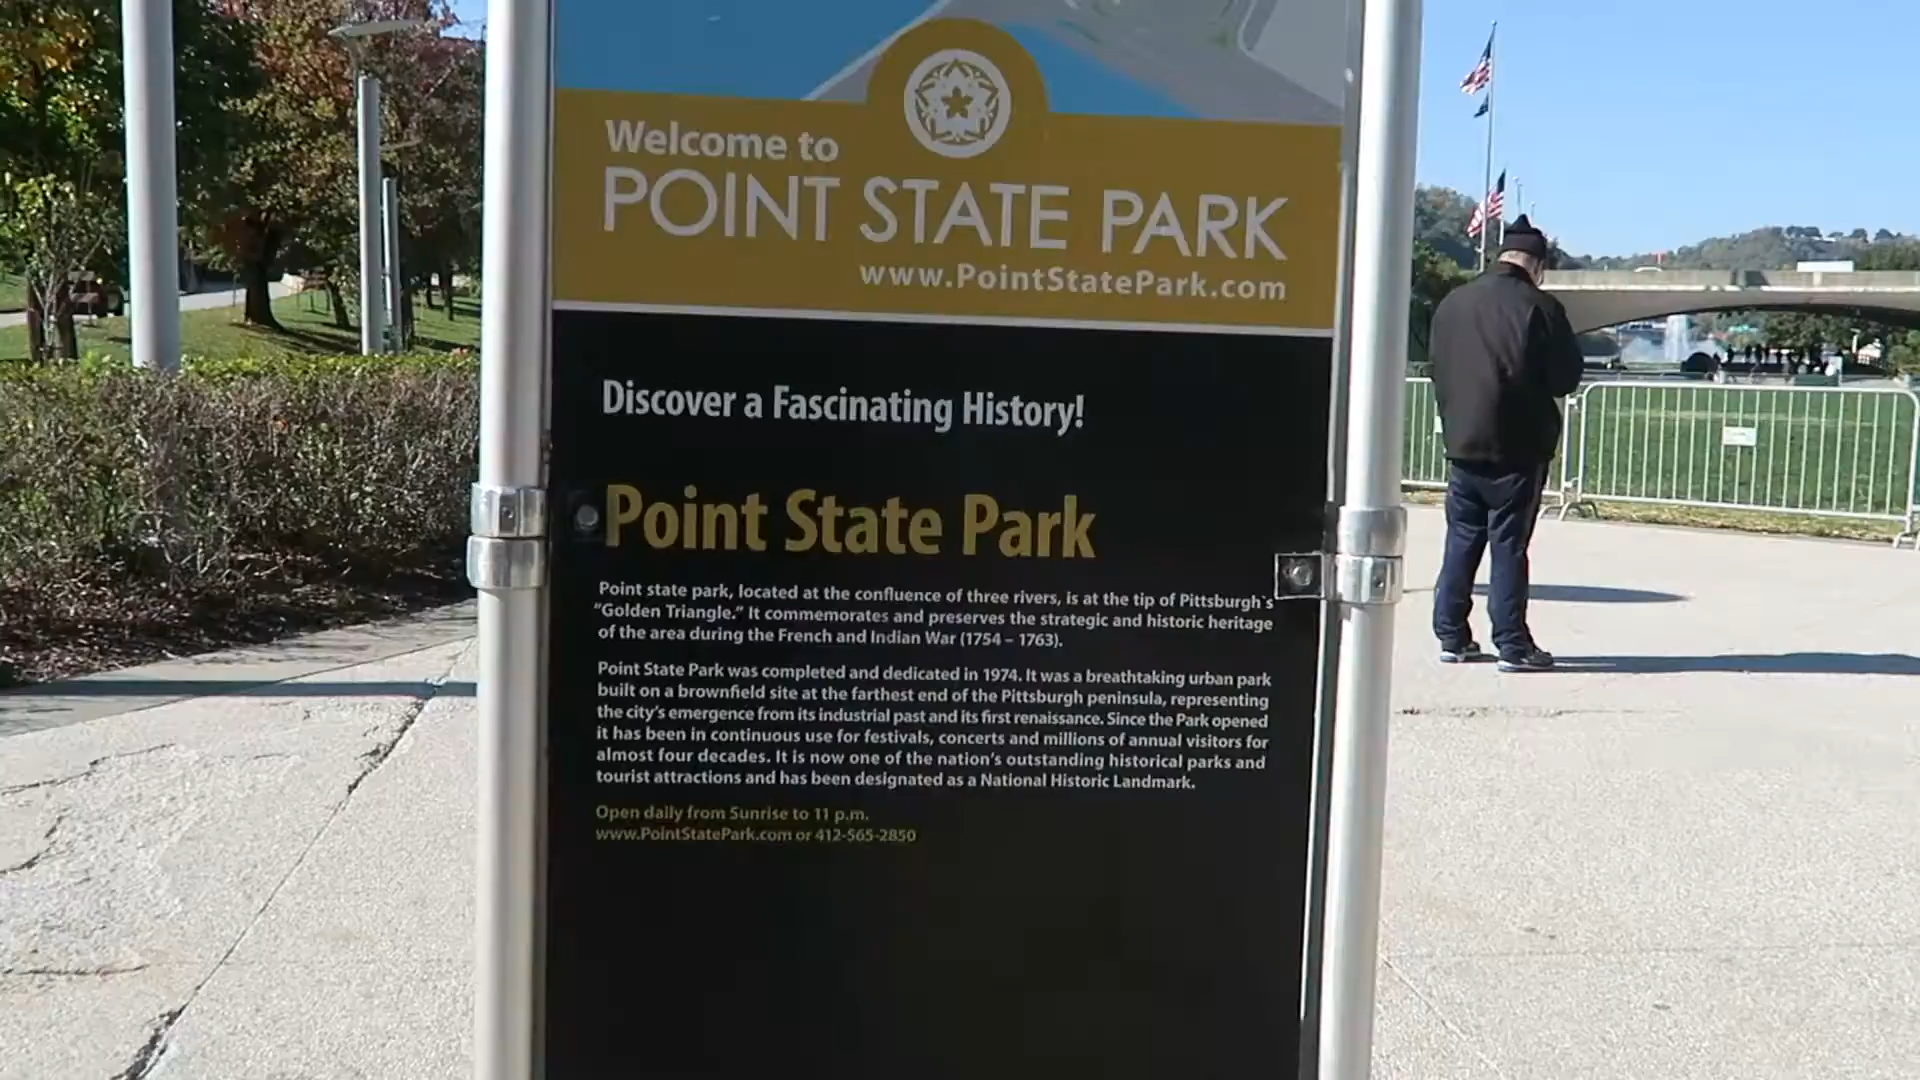 Welcome to
POINT STATE PARK
www.PointStatePark.com
Discover a Fascinating History!
Point State Park
Point state park, located at the confluence of three rivers, is at the tip of Pittsburgh`s
"Golden Triangle." It commemorates and preserves the strategic and historic heritage
of the area during the French and Indian War (1754 – 1763).
Point State Park was completed and dedicated in 1974. It was a breathtaking urban park
built on a brownfield site at the farthest end of the Pittsburgh peninsula, representing
the city's emergence from its industrial past and its first renaissance. Since the Park opened
it has been in continuous use for festivals, concerts and millions of annual visitors for
almost four decades. It is now one of the nation's outstanding historical parks and
tourist attractions and has been designated as a National Historic Landmark.
Open daily from Sunrise to 11 p.m.
www.PointStatePark.com or 412-565-2850